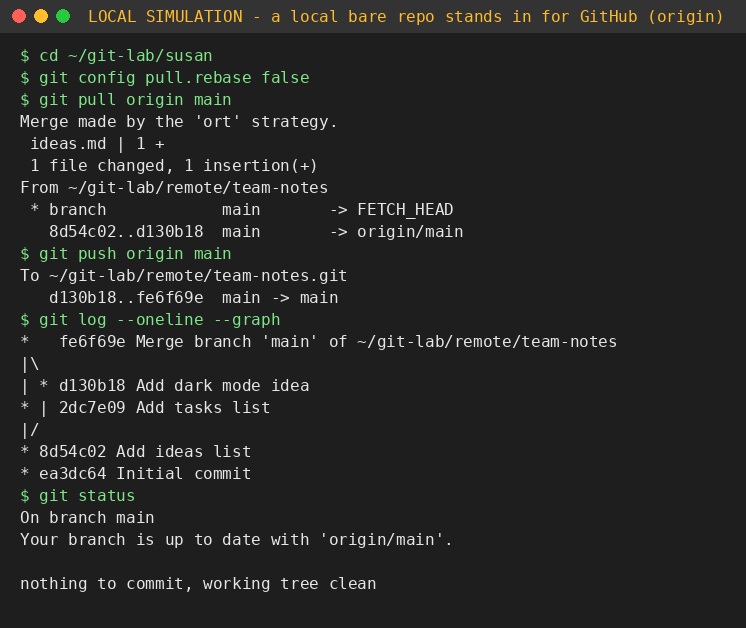 LOCAL SIMULATION - a local bare repo stands in for GitHub (origin)
$ cd ~/git-lab/susan
$ git config pull.rebase false
$ git pull origin main
Merge made by the 'ort' strategy.
 ideas.md | 1 +
 1 file changed, 1 insertion(+)
From ~/git-lab/remote/team-notes
 * branch            main       -> FETCH_HEAD
   8d54c02..d130b18  main       -> origin/main
$ git push origin main
To ~/git-lab/remote/team-notes.git
   d130b18..fe6f69e  main -> main
$ git log --oneline --graph
*   fe6f69e Merge branch 'main' of ~/git-lab/remote/team-notes
|\
| * d130b18 Add dark mode idea
* | 2dc7e09 Add tasks list
|/
* 8d54c02 Add ideas list
* ea3dc64 Initial commit
$ git status
On branch main
Your branch is up to date with 'origin/main'.

nothing to commit, working tree clean